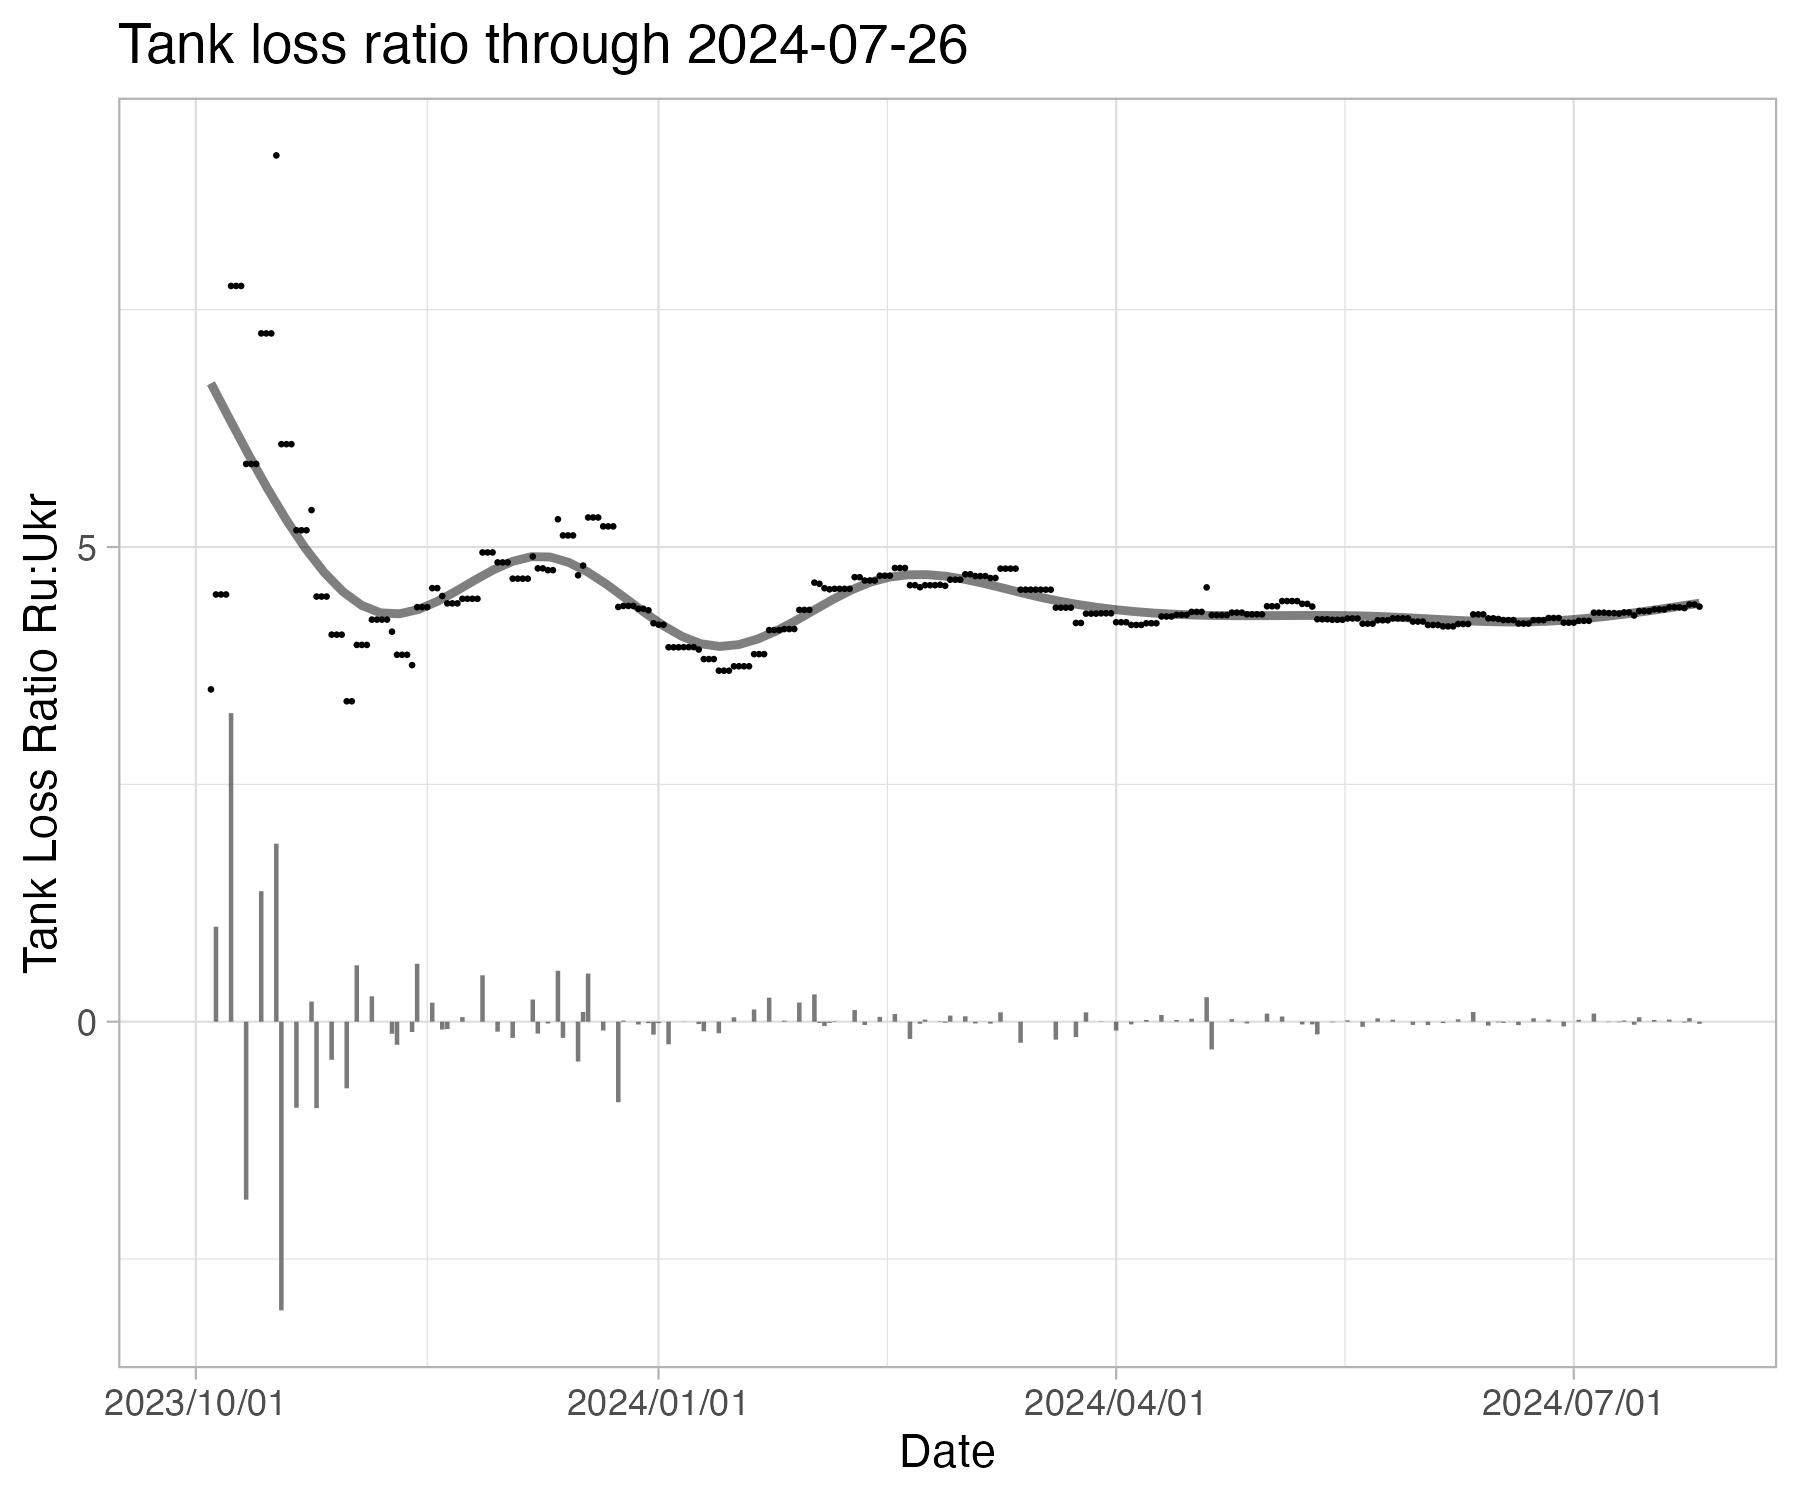 Tank loss ratio through 2024-07-26
Tank Loss Ratio Ru:Ukr
5
0
2023/10/01
2024/01/01
2024/04/01
2024/07/01
Date